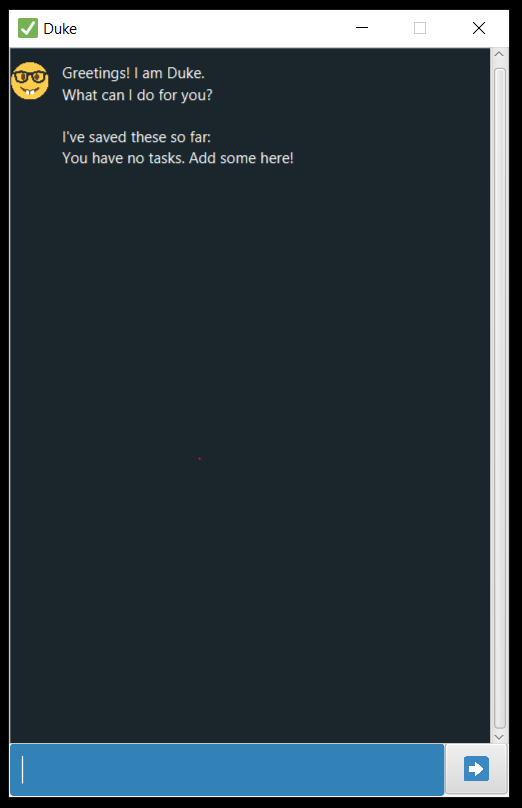 Duke
Greetings! I am Duke.
What can I do for you?
I've saved these so far:
You have no tasks. Add some here!